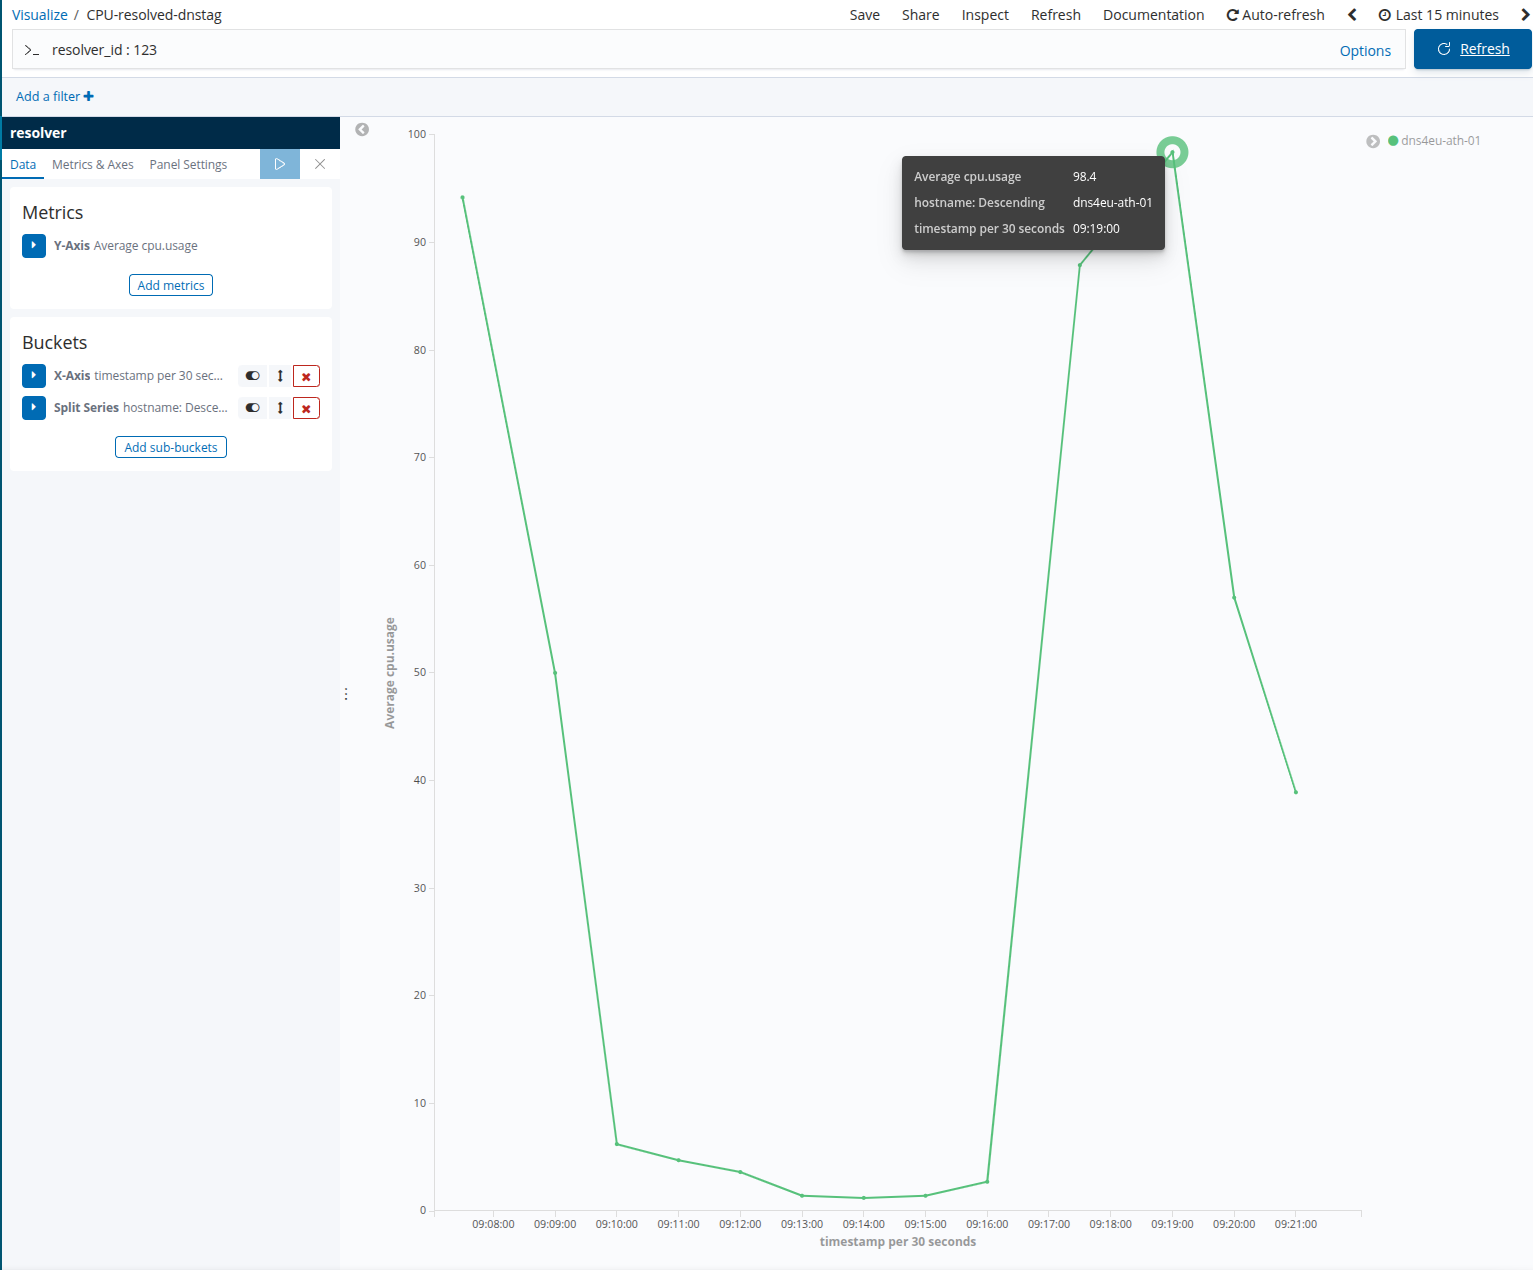 Visualize / CPU-resolved-dnstag
Save Share Inspect Refresh Documentation Auto-refresh Last 15 minutes
>_ resolver_id : 123
Options
Refresh
Add a filter
resolver
Data Metrics & Axes Panel Settings
Metrics
Y-Axis Average cpu.usage
Add metrics
Buckets
X-Axis timestamp per 30 sec...
Split Series hostname: Desce...
Add sub-buckets
dns4eu-ath-01
Average cpu.usage 98.4
hostname: Descending dns4eu-ath-01
timestamp per 30 seconds 09:19:00
100
90
80
70
60
50
40
30
20
10
0
Average cpu.usage
09:08:00 09:09:00 09:10:00 09:11:00 09:12:00 09:13:00 09:14:00 09:15:00 09:16:00 09:17:00 09:18:00 09:19:00 09:20:00 09:21:00
timestamp per 30 seconds